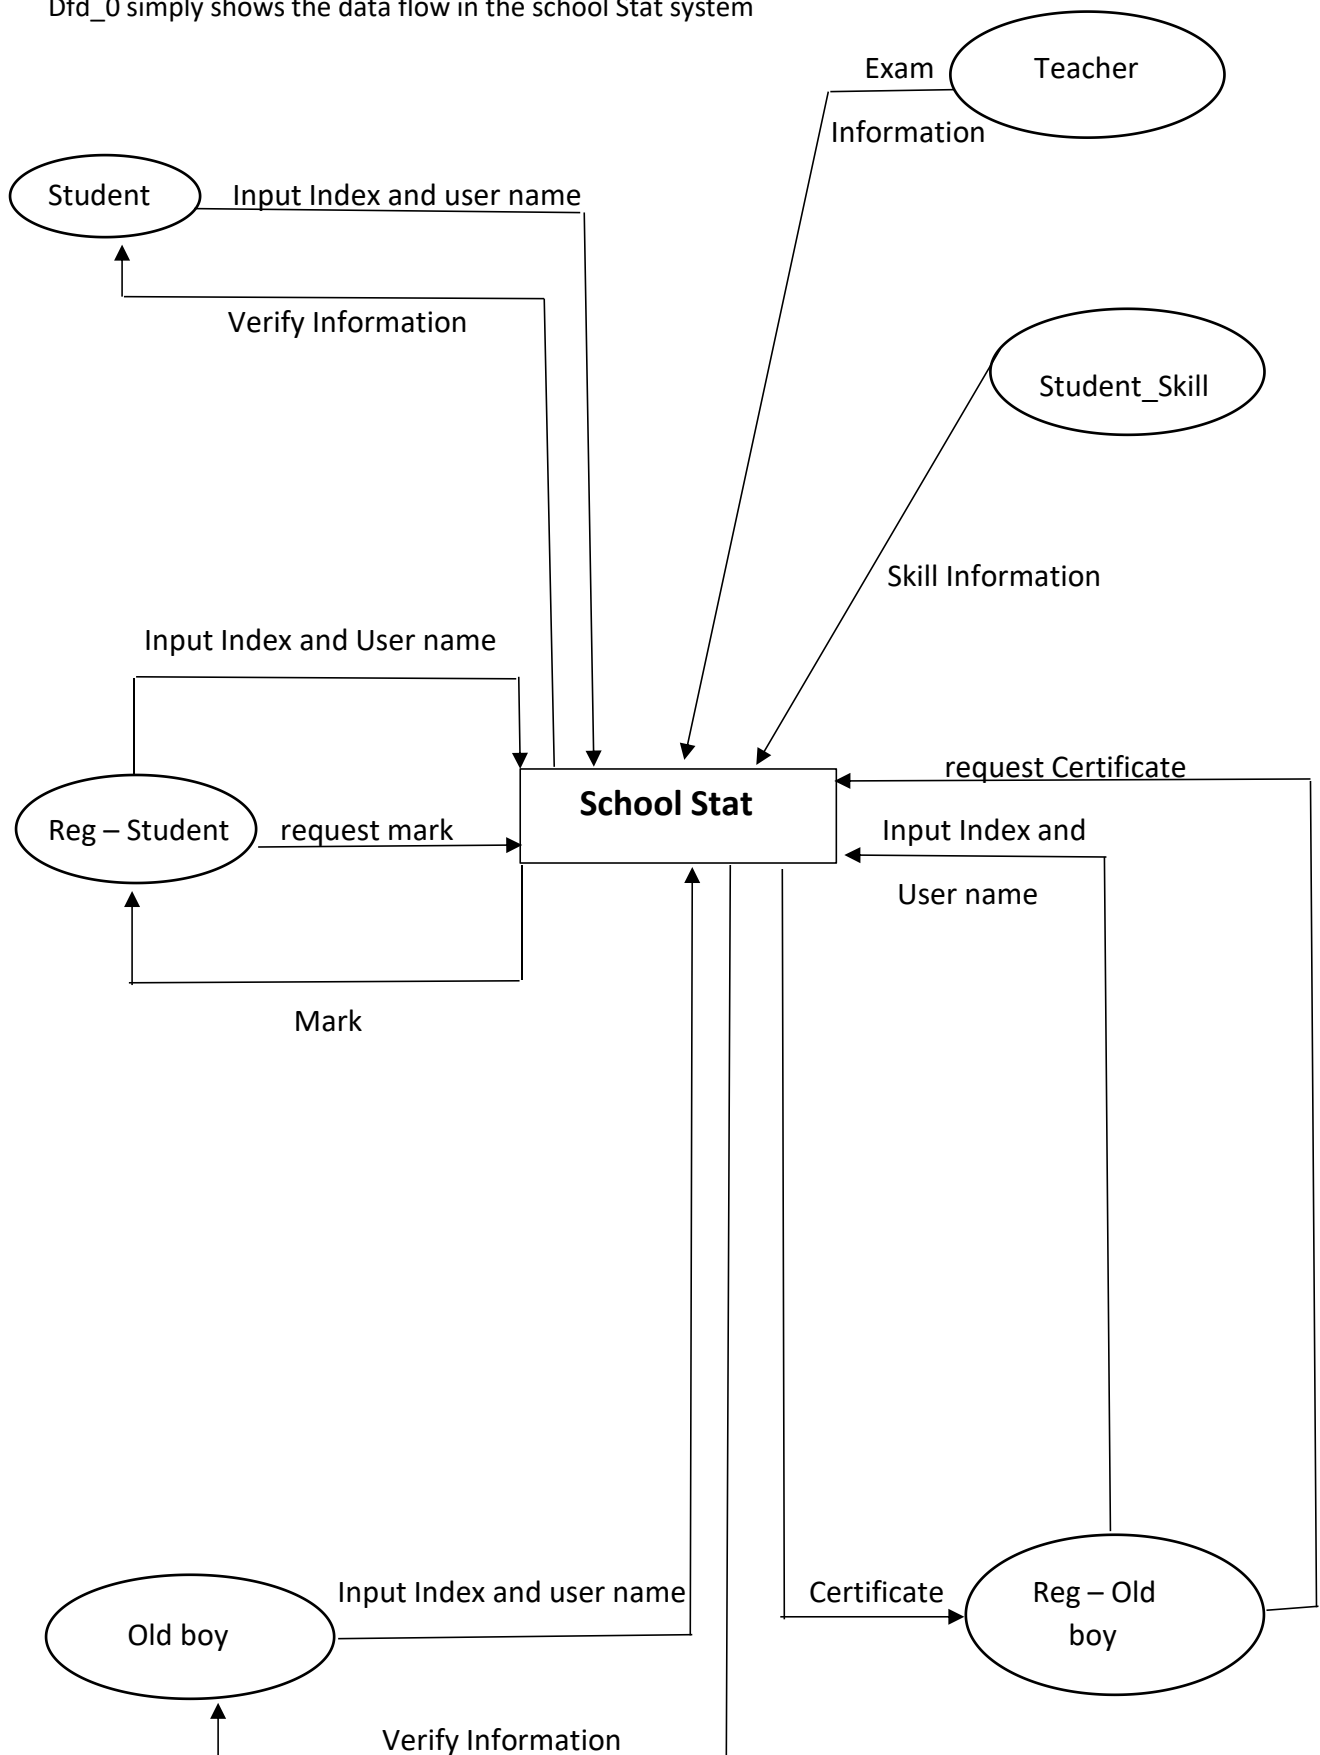 Dfd_0 simply shows the data flow in the school Stat system
Exam
Teacher
Information
Student
Input Index and user name
Verify Information
Student_Skill
Skill Information
Input Index and User name
request Certificate
School Stat
Reg – Student
request mark
Input Index and
User name
Mark
Input Index and user name
Certificate
Reg – Old
boy
Old boy
Verify Information